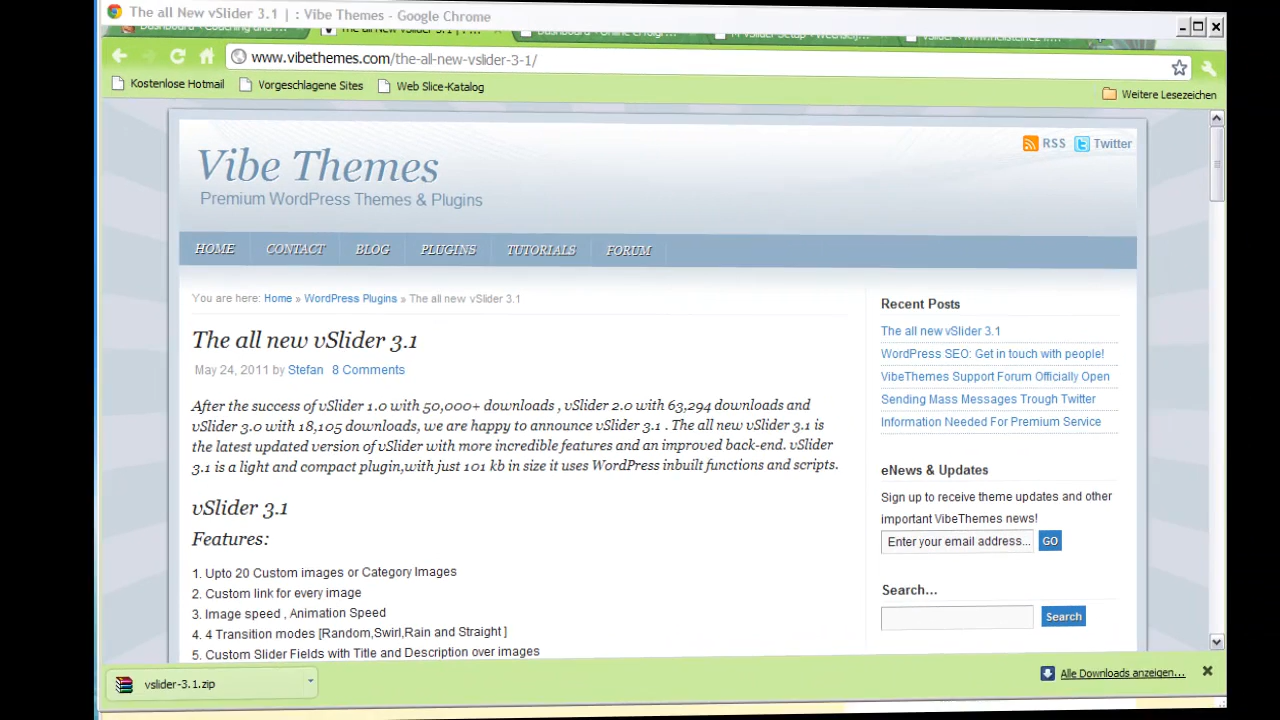 The all New vSlider 3.1 | : Vibe Themes - Google Chrome
www.vibethemes.com/the-all-new-vslider-3-1/
Kostenlose Hotmail
Vorgeschlagene Sites
Web Slice-Katalog
Weitere Lesezeichen
RSS
Twitter
Vibe Themes
Premium WordPress Themes & Plugins
HOME
CONTACT
BLOG
PLUGINS
TUTORIALS
FORUM
You are here: Home » WordPress Plugins » The all new vSlider 3.1
The all new vSlider 3.1
May 24, 2011 by Stefan 8 Comments
After the success of vSlider 1.0 with 50,000+ downloads , vSlider 2.0 with 63,294 downloads and
vSlider 3.0 with 18,105 downloads, we are happy to announce vSlider 3.1 . The all new vSlider 3.1 is
the latest updated version of vSlider with more incredible features and an improved back-end. vSlider
3.1 is a light and compact plugin,with just 101 kb in size it uses WordPress inbuilt functions and scripts.
vSlider 3.1
Features:
1. Upto 20 Custom images or Category Images
2. Custom link for every image
3. Image speed , Animation Speed
4. 4 Transition modes [Random,Swirl,Rain and Straight ]
5. Custom Slider Fields with Title and Description over images
Recent Posts
The all new vSlider 3.1
WordPress SEO: Get in touch with people!
VibeThemes Support Forum Officially Open
Sending Mass Messages Trough Twitter
Information Needed For Premium Service
eNews & Updates
Sign up to receive theme updates and other
important VibeThemes news!
Enter your email address...
GO
Search...
Search
vslider-3.1.zip
Alle Downloads anzeigen...